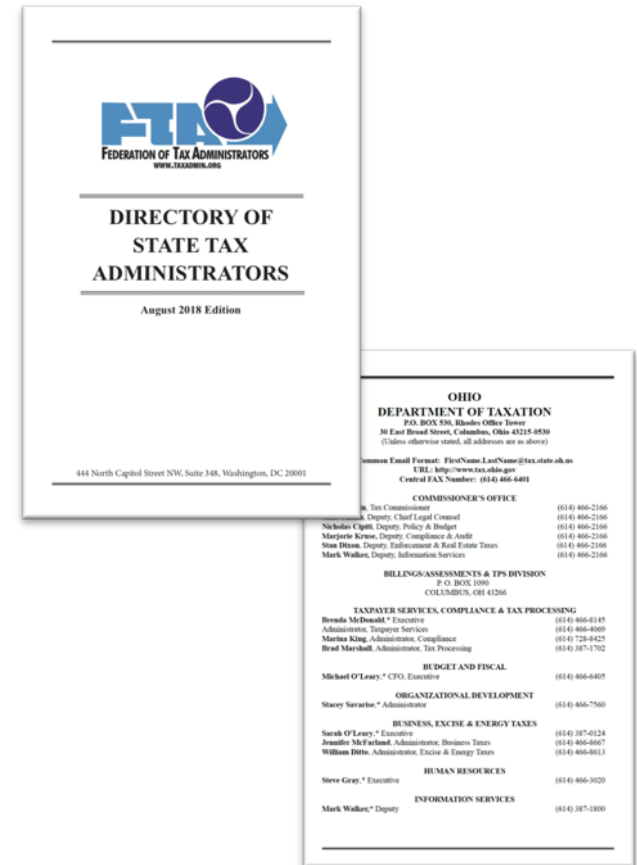 FTA
FEDERATION OF TAX ADMINISTRATORS
WWW.TAXADMIN.ORG
DIRECTORY OF
STATE TAX
ADMINISTRATORS
August 2018 Edition
444 North Capitol Street NW, Suite 348, Washington, DC 20001
OHIO
DEPARTMENT OF TAXATION
P.O. BOX 530, Rhodes Office Tower
30 East Broad Street, Columbus, Ohio 43215-0530
(Unless otherwise stated, all addresses are as above)
ommon Email Format: FirstName.LastName@tax.state.oh.us
URL: http://www.tax.ohio.gov
Central FAX Number: (614) 466-6401
COMMISSIONER'S OFFICE
Tax Commissioner (614) 466-2166
Deputy, Chief Legal Counsel (614) 466-2166
Nicholas Cipiti, Deputy, Policy & Budget (614) 466-2166
Marjorie Kruse, Deputy, Compliance & Audit (614) 466-2166
Stan Dixon, Deputy, Enforcement & Real Estate Taxes (614) 466-2166
Mark Walker, Deputy, Information Services (614) 466-2166
BILLINGS/ASSESSMENTS & TPS DIVISION
P. O. BOX 1090
COLUMBUS, OH 43266
TAXPAYER SERVICES, COMPLIANCE & TAX PROCESSING
Brenda McDonald,* Executive (614) 466-8145
Administrator, Taxpayer Services (614) 466-4069
Marina King, Administrator, Compliance (614) 728-8425
Brad Marshall, Administrator, Tax Processing (614) 387-1702
BUDGET AND FISCAL
Michael O'Leary,* CFO, Executive (614) 466-6405
ORGANIZATIONAL DEVELOPMENT
Stacey Savarise,* Administrator (614) 466-7560
BUSINESS, EXCISE & ENERGY TAXES
Sarah O'Leary,* Executive (614) 387-0124
Jennifer McFarland, Administrator, Business Taxes (614) 466-8667
William Ditto, Administrator, Excise & Energy Taxes (614) 466-8613
HUMAN RESOURCES
Steve Gray,* Executive (614) 466-3020
INFORMATION SERVICES
Mark Walker,* Deputy (614) 387-1800